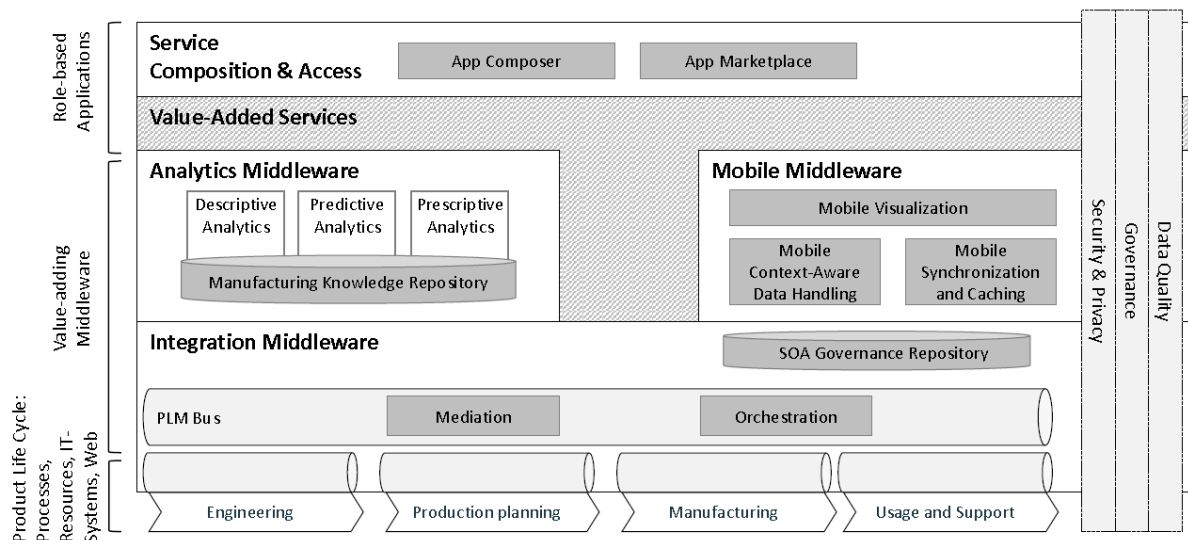 Role-based
Applications
Service
Composition & Access
App Composer
App Marketplace
Value-Added Services
Value-adding
Middleware
Analytics Middleware
Descriptive
Analytics
Predictive
Analytics
Prescriptive
Analytics
Manufacturing Knowledge Repository
Mobile Middleware
Mobile Visualization
Mobile
Context-Aware
Data Handling
Mobile
Synchronization
and Caching
Integration Middleware
SOA Governance Repository
PLM Bus
Mediation
Orchestration
Product Life Cycle:
Processes,
Resources, IT-
Systems, Web
Engineering
Production planning
Manufacturing
Usage and Support
Security & Privacy
Governance
Data Quality